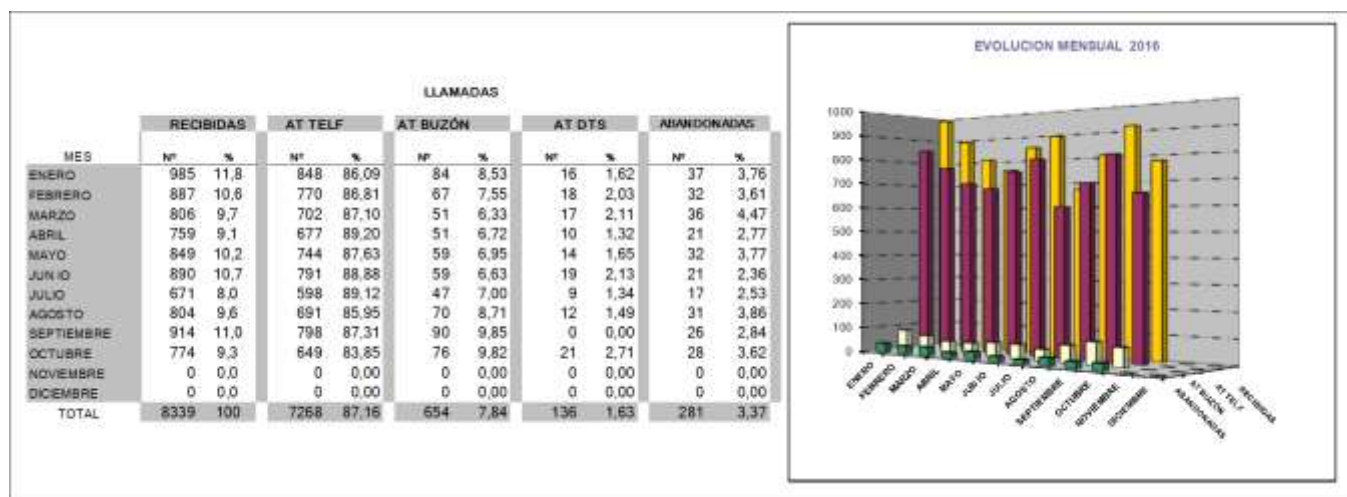 LLAMADAS
RECIBIDAS AT TELF AT BUZÓN AT DTS ABANDONADAS
MES Nº % Nº % Nº % Nº % Nº %
ENERO 985 11,8 848 86,09 84 8,53 16 1,62 37 3,76
FEBRERO 887 10,6 770 86,81 67 7,55 18 2,03 32 3,61
MARZO 806 9,7 702 87,10 51 6,33 17 2,11 36 4,47
ABRIL 759 9,1 677 89,20 51 6,72 10 1,32 21 2,77
MAYO 849 10,2 744 87,63 59 6,95 14 1,65 32 3,77
JUNIO 890 10,7 791 88,88 59 6,63 19 2,13 21 2,36
JULIO 671 8,0 598 89,12 47 7,00 9 1,34 17 2,53
AGOSTO 804 9,6 691 85,95 70 8,71 12 1,49 31 3,86
SEPTIEMBRE 914 11,0 798 87,31 90 9,85 0 0,00 26 2,84
OCTUBRE 774 9,3 649 83,85 76 9,82 21 2,71 28 3,62
NOVIEMBRE 0 0,0 0 0,00 0 0,00 0 0,00 0 0,00
DICIEMBRE 0 0,0 0 0,00 0 0,00 0 0,00 0 0,00
TOTAL 8339 100 7268 87,16 654 7,84 136 1,63 281 3,37
EVOLUCION MENSUAL 2016
1000
900
800
700
600
500
400
300
200
100
0
ENERO
FEBRERO
MARZO
ABRIL
MAYO
JUNIO
JULIO
AGOSTO
SEPTIEMBRE
OCTUBRE
NOVIEMBRE
DICIEMBRE
ABANDONADAS
AT BUZÓN
AT TELF
RECIBIDAS